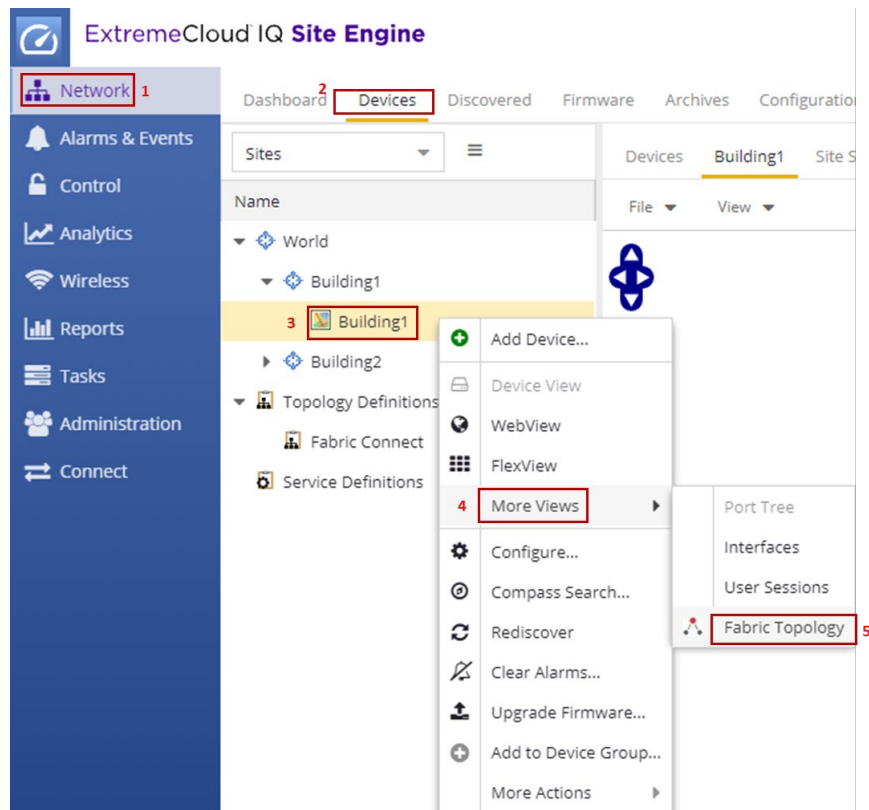 ExtremeCloud IQ Site Engine
Network 1
2
Dashboard Devices Discovered Firmware Archives Configuration
Alarms & Events
Sites
Devices Building1 Site S
Control
Name
File View
Analytics
World
Wireless
Building1
Reports
3 Building1
Add Device...
Tasks
Building2
Device View
Administration
Topology Definitions
WebView
Fabric Connect
Connect
FlexView
Service Definitions
4 More Views
Port Tree
Configure...
Interfaces
Compass Search...
User Sessions
Rediscover
Fabric Topology 5
Clear Alarms...
Upgrade Firmware...
Add to Device Group...
More Actions